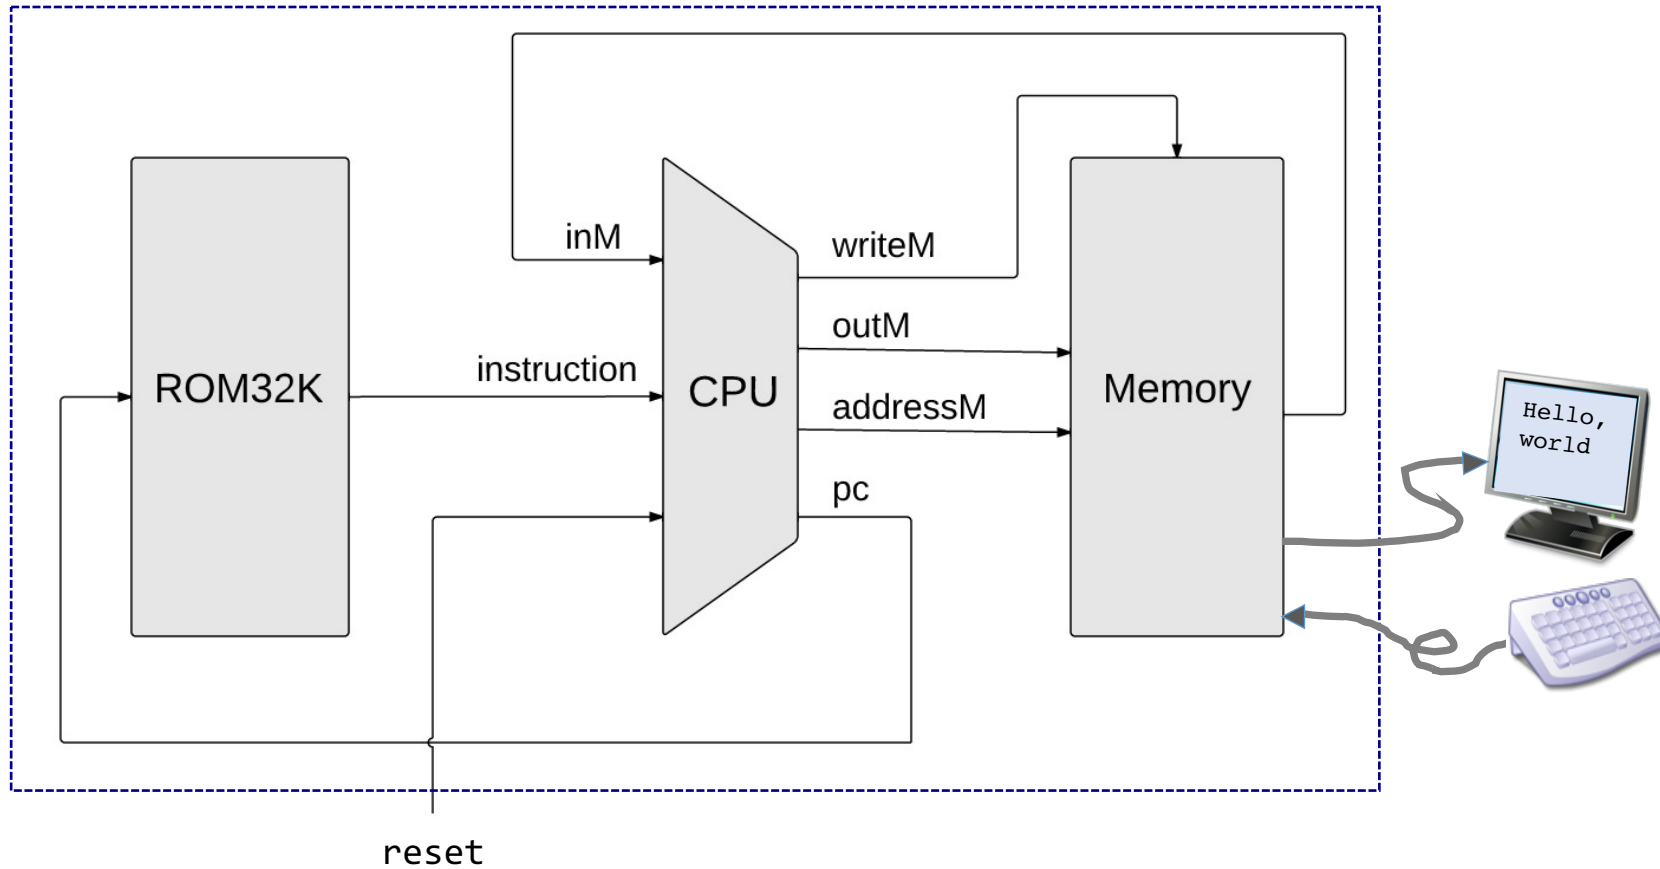 inM
writeM
outM
instruction
ROM32K
CPU
addressM
Memory
pc
Hello,
world
reset